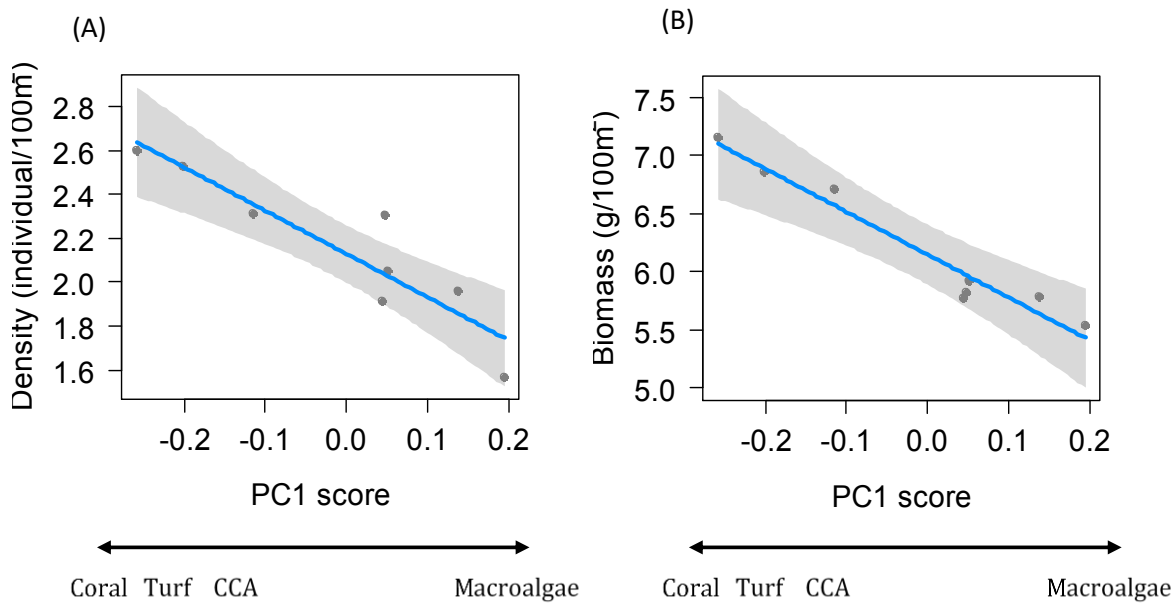 (A)
Density (individual/100m¯)
2.8
2.6
2.4
2.2
2.0
1.8
1.6
-0.2 -0.1 0.0 0.1 0.2
PC1 score
Coral Turf CCA Macroalgae
(B)
Biomass (g/100m¯)
7.5
7.0
6.5
6.0
5.5
5.0
-0.2 -0.1 0.0 0.1 0.2
PC1 score
Coral Turf CCA Macroalgae